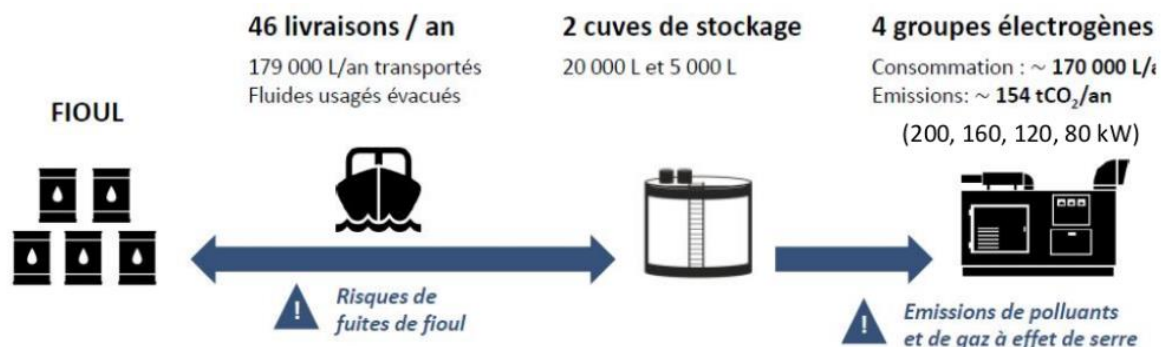 46 livraisons / an
179 000 L/an transportés
Fluides usagés évacués
2 cuves de stockage
20 000 L et 5 000 L
4 groupes électrogènes
Consommation : ~ 170 000 L/
Emissions: ~ 154 tCO₂/an
(200, 160, 120, 80 kW)
FIOUL
!
Risques de
fuites de fioul
!
Emissions de polluants
et de gaz à effet de serre